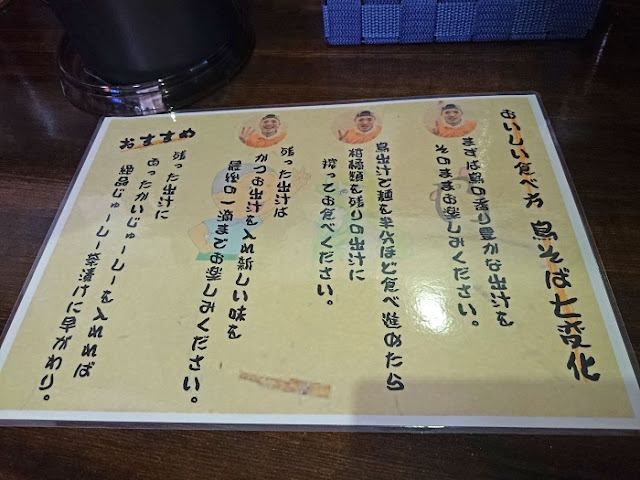 おいしい食べ方 鳥そば七変化
まずは鳥の香り豊かな出汁を
そのままお楽しみください。
鳥出汁で麺を半分ほど食べ進めたら
柑橘類を残りの出汁に
搾ってお食べください。
残った出汁は
かつお出汁を入れ新しい味を
最後の一滴までお楽しみください。
おすすめ
残った出汁に
あったかいじゅーしーを入れれば
絶品じゅーしー茶漬けに早がわり。